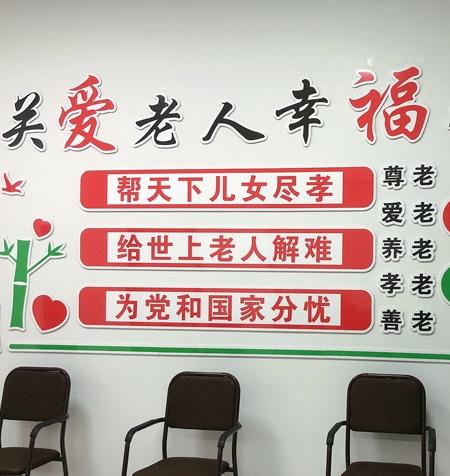 关爱老人幸福
帮天下儿女尽孝
给世上老人解难
为党和国家分忧
尊老
爱老
养老
孝老
善老